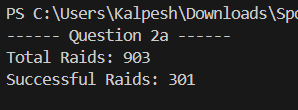 PS C:\Users\Kalpesh\Downloads\Spo
------ Question 2a ------
Total Raids: 903
Successful Raids: 301